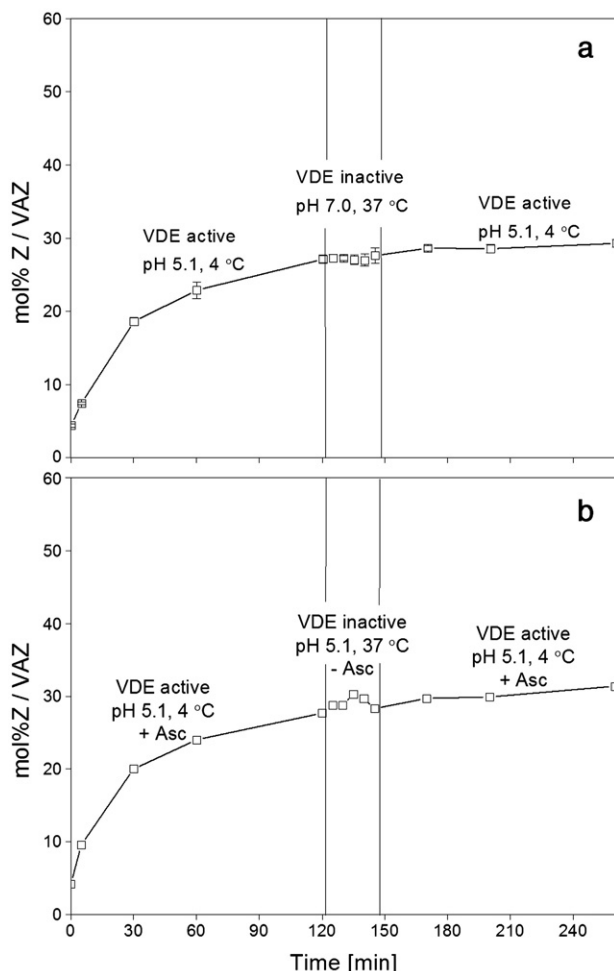 a
60
50
40
30
20
10
0
mol% Z / VAZ
VDE active
pH 5.1, 4 °C
VDE inactive
pH 7.0, 37 °C
VDE active
pH 5.1, 4 °C
b
60
50
40
30
20
10
0
mol%Z / VAZ
VDE active
pH 5.1, 4 °C
+ Asc
VDE inactive
pH 5.1, 37 °C
- Asc
VDE active
pH 5.1, 4 °C
+ Asc
0 30 60 90 120 150 180 210 240
Time [min]